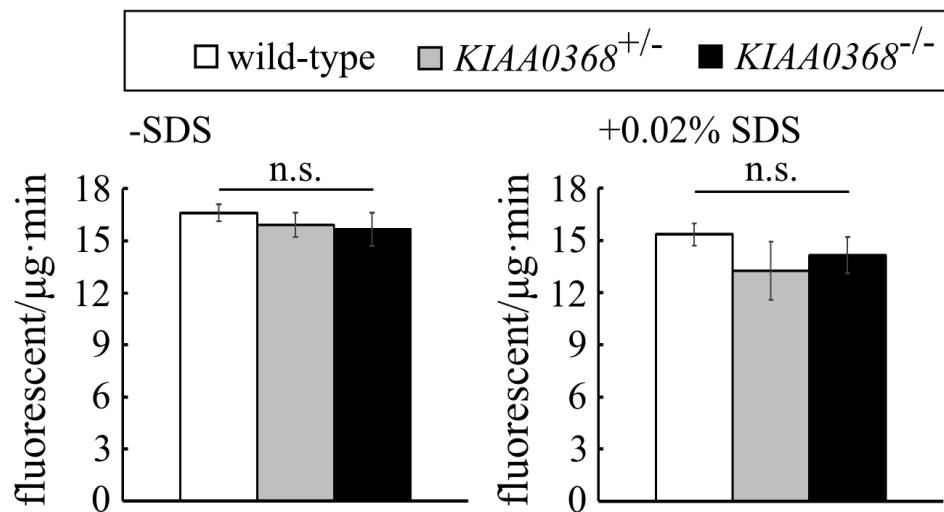 wild-type KIAA0368+/- KIAA0368-/-
-SDS
n.s.
fluorescent/μg·min
18
15
12
9
6
3
0
+0.02% SDS
n.s.
fluorescent/μg·min
18
15
12
9
6
3
0